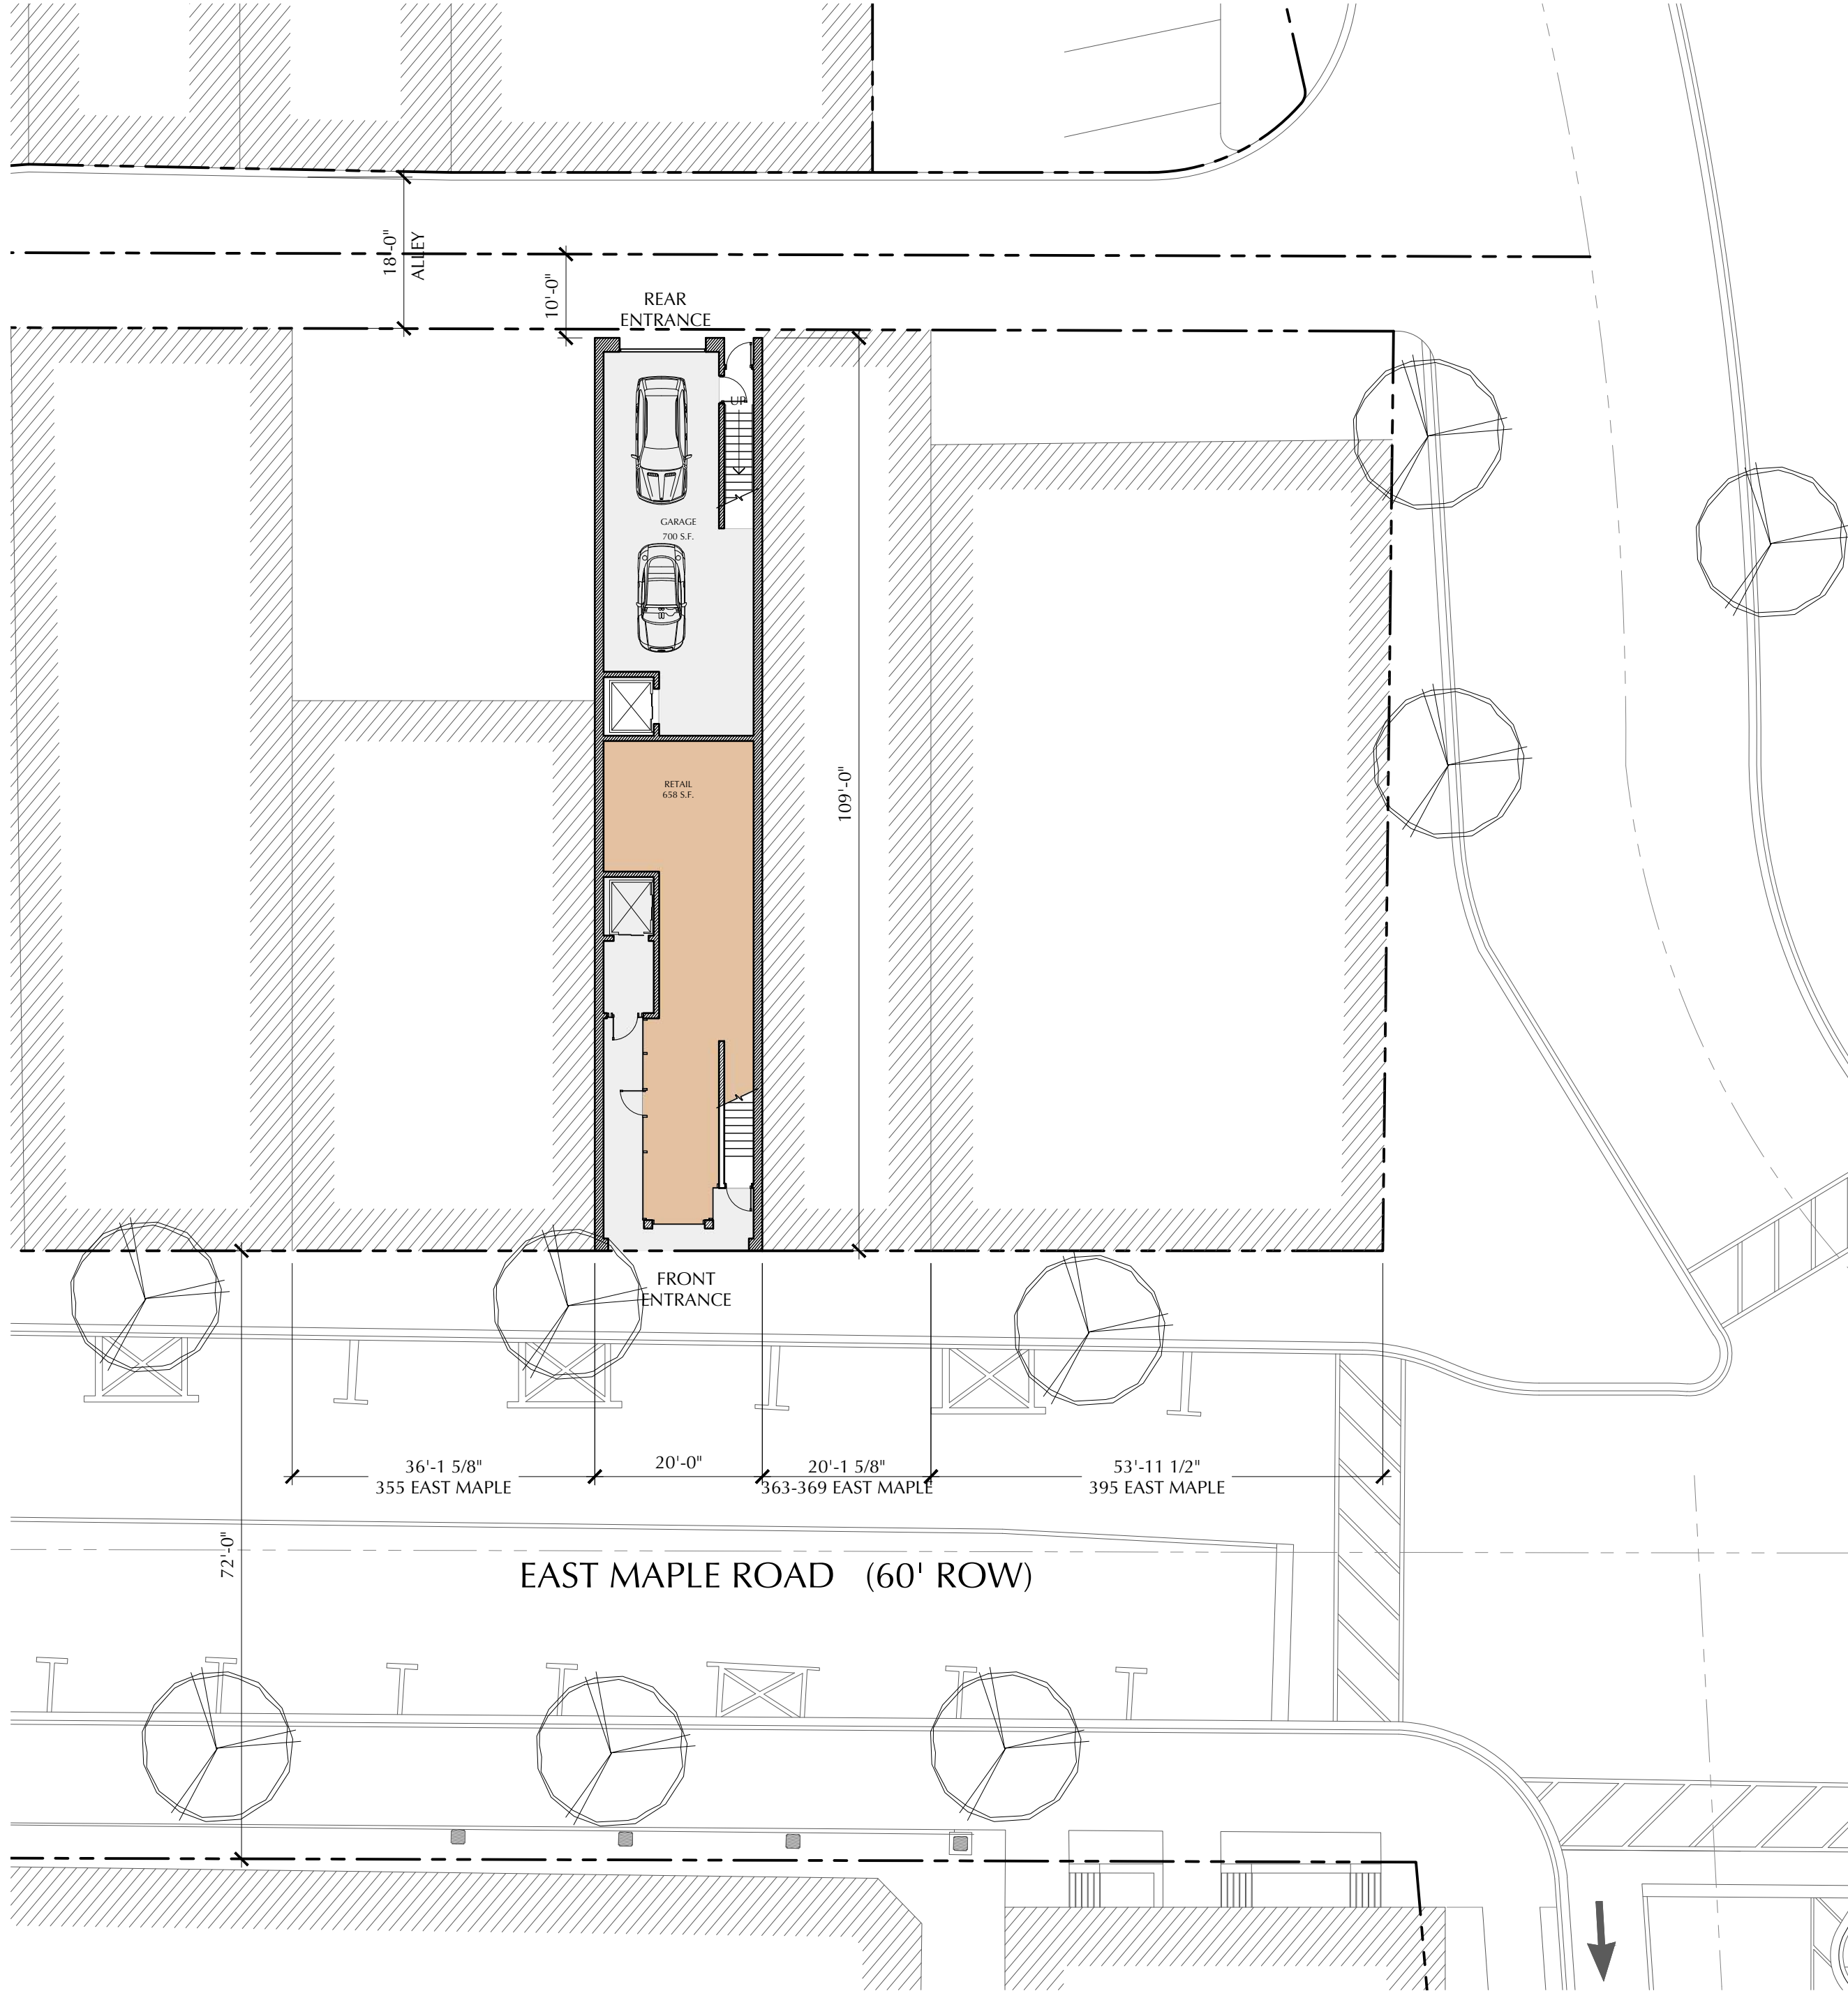 18'-0"
ALLEY
10'-0"
REAR
ENTRANCE
UP
GARAGE
700 S.F.
RETAIL
658 S.F.
109'-0"
FRONT
ENTRANCE
36'-1 5/8"
355 EAST MAPLE
20'-0"
20'-1 5/8"
363-369 EAST MAPLE
53'-11 1/2"
395 EAST MAPLE
72'-0"
EAST MAPLE ROAD (60' ROW)